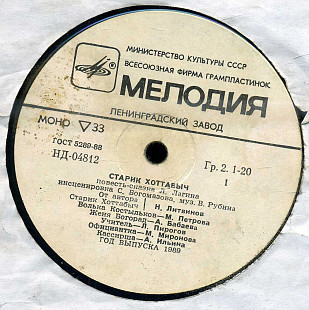 МИНИСТЕРСТВО КУЛЬТУРЫ СССР
ВСЕСОЮЗНАЯ ФИРМА ГРАМПЛАСТИНОК
МЕЛОДИЯ
ЛЕНИНГРАДСКИЙ ЗАВОД
МОНО ▽ 33
ГОСТ 5289-88
НД-04812
Гр. 2. 1-20
1
СТАРИК ХОТТАБЫЧ
повесть-сказка Л. Лагина
инсценировка С. Богомазова, муз. В. Рубина
От автора
Старик Хоттабыч } Н. Литвинов
Волька Костыльков — М. Петрова
Женя Богорад — А. Бабаева
Учитель — Л. Пирогов
Официантка — М. Миронова
Кассирша — А. Ильина
ГОД ВЫПУСКА 1989